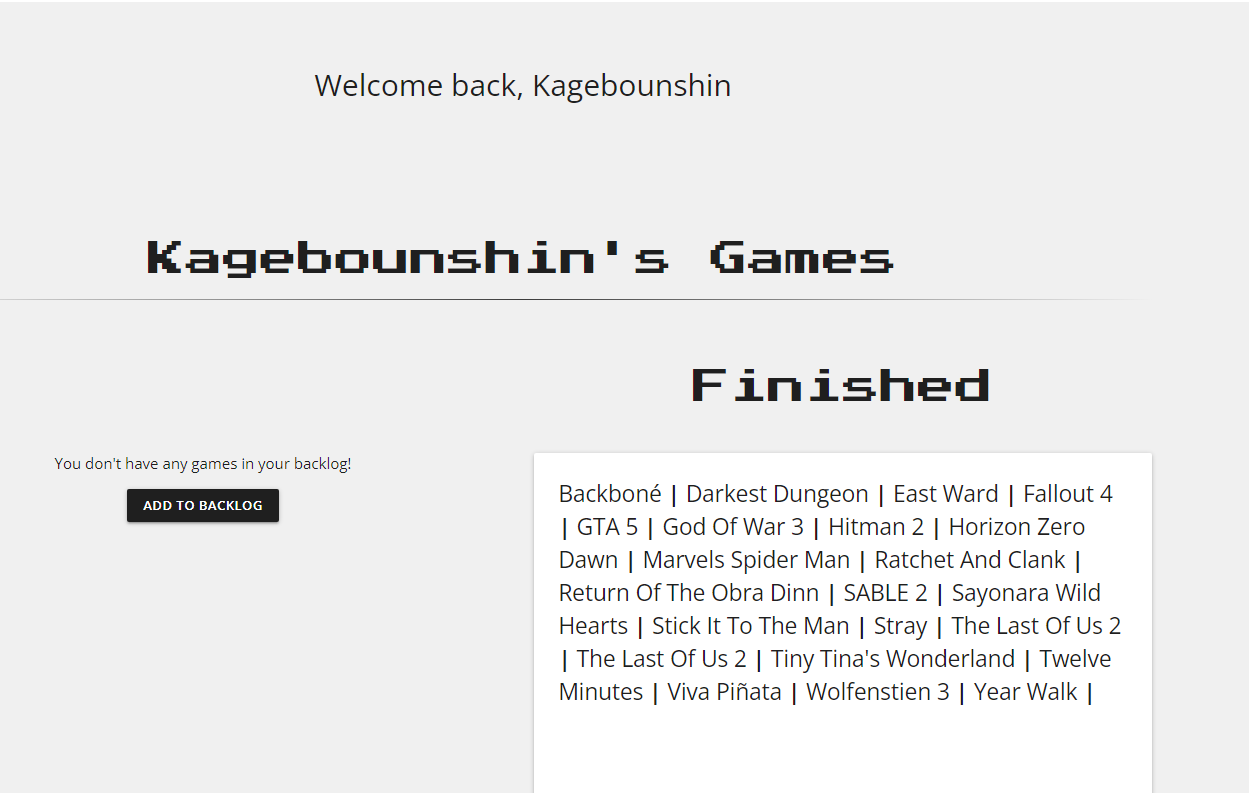 Welcome back, Kagebounshin
Kagebounshin's Games
Finished
You don't have any games in your backlog!
ADD TO BACKLOG
Backboné | Darkest Dungeon | East Ward | Fallout 4
| GTA 5 | God Of War 3 | Hitman 2 | Horizon Zero
Dawn | Marvels Spider Man | Ratchet And Clank |
Return Of The Obra Dinn | SABLE 2 | Sayonara Wild
Hearts | Stick It To The Man | Stray | The Last Of Us 2
| The Last Of Us 2 | Tiny Tina's Wonderland | Twelve
Minutes | Viva Piñata | Wolfenstien 3 | Year Walk |